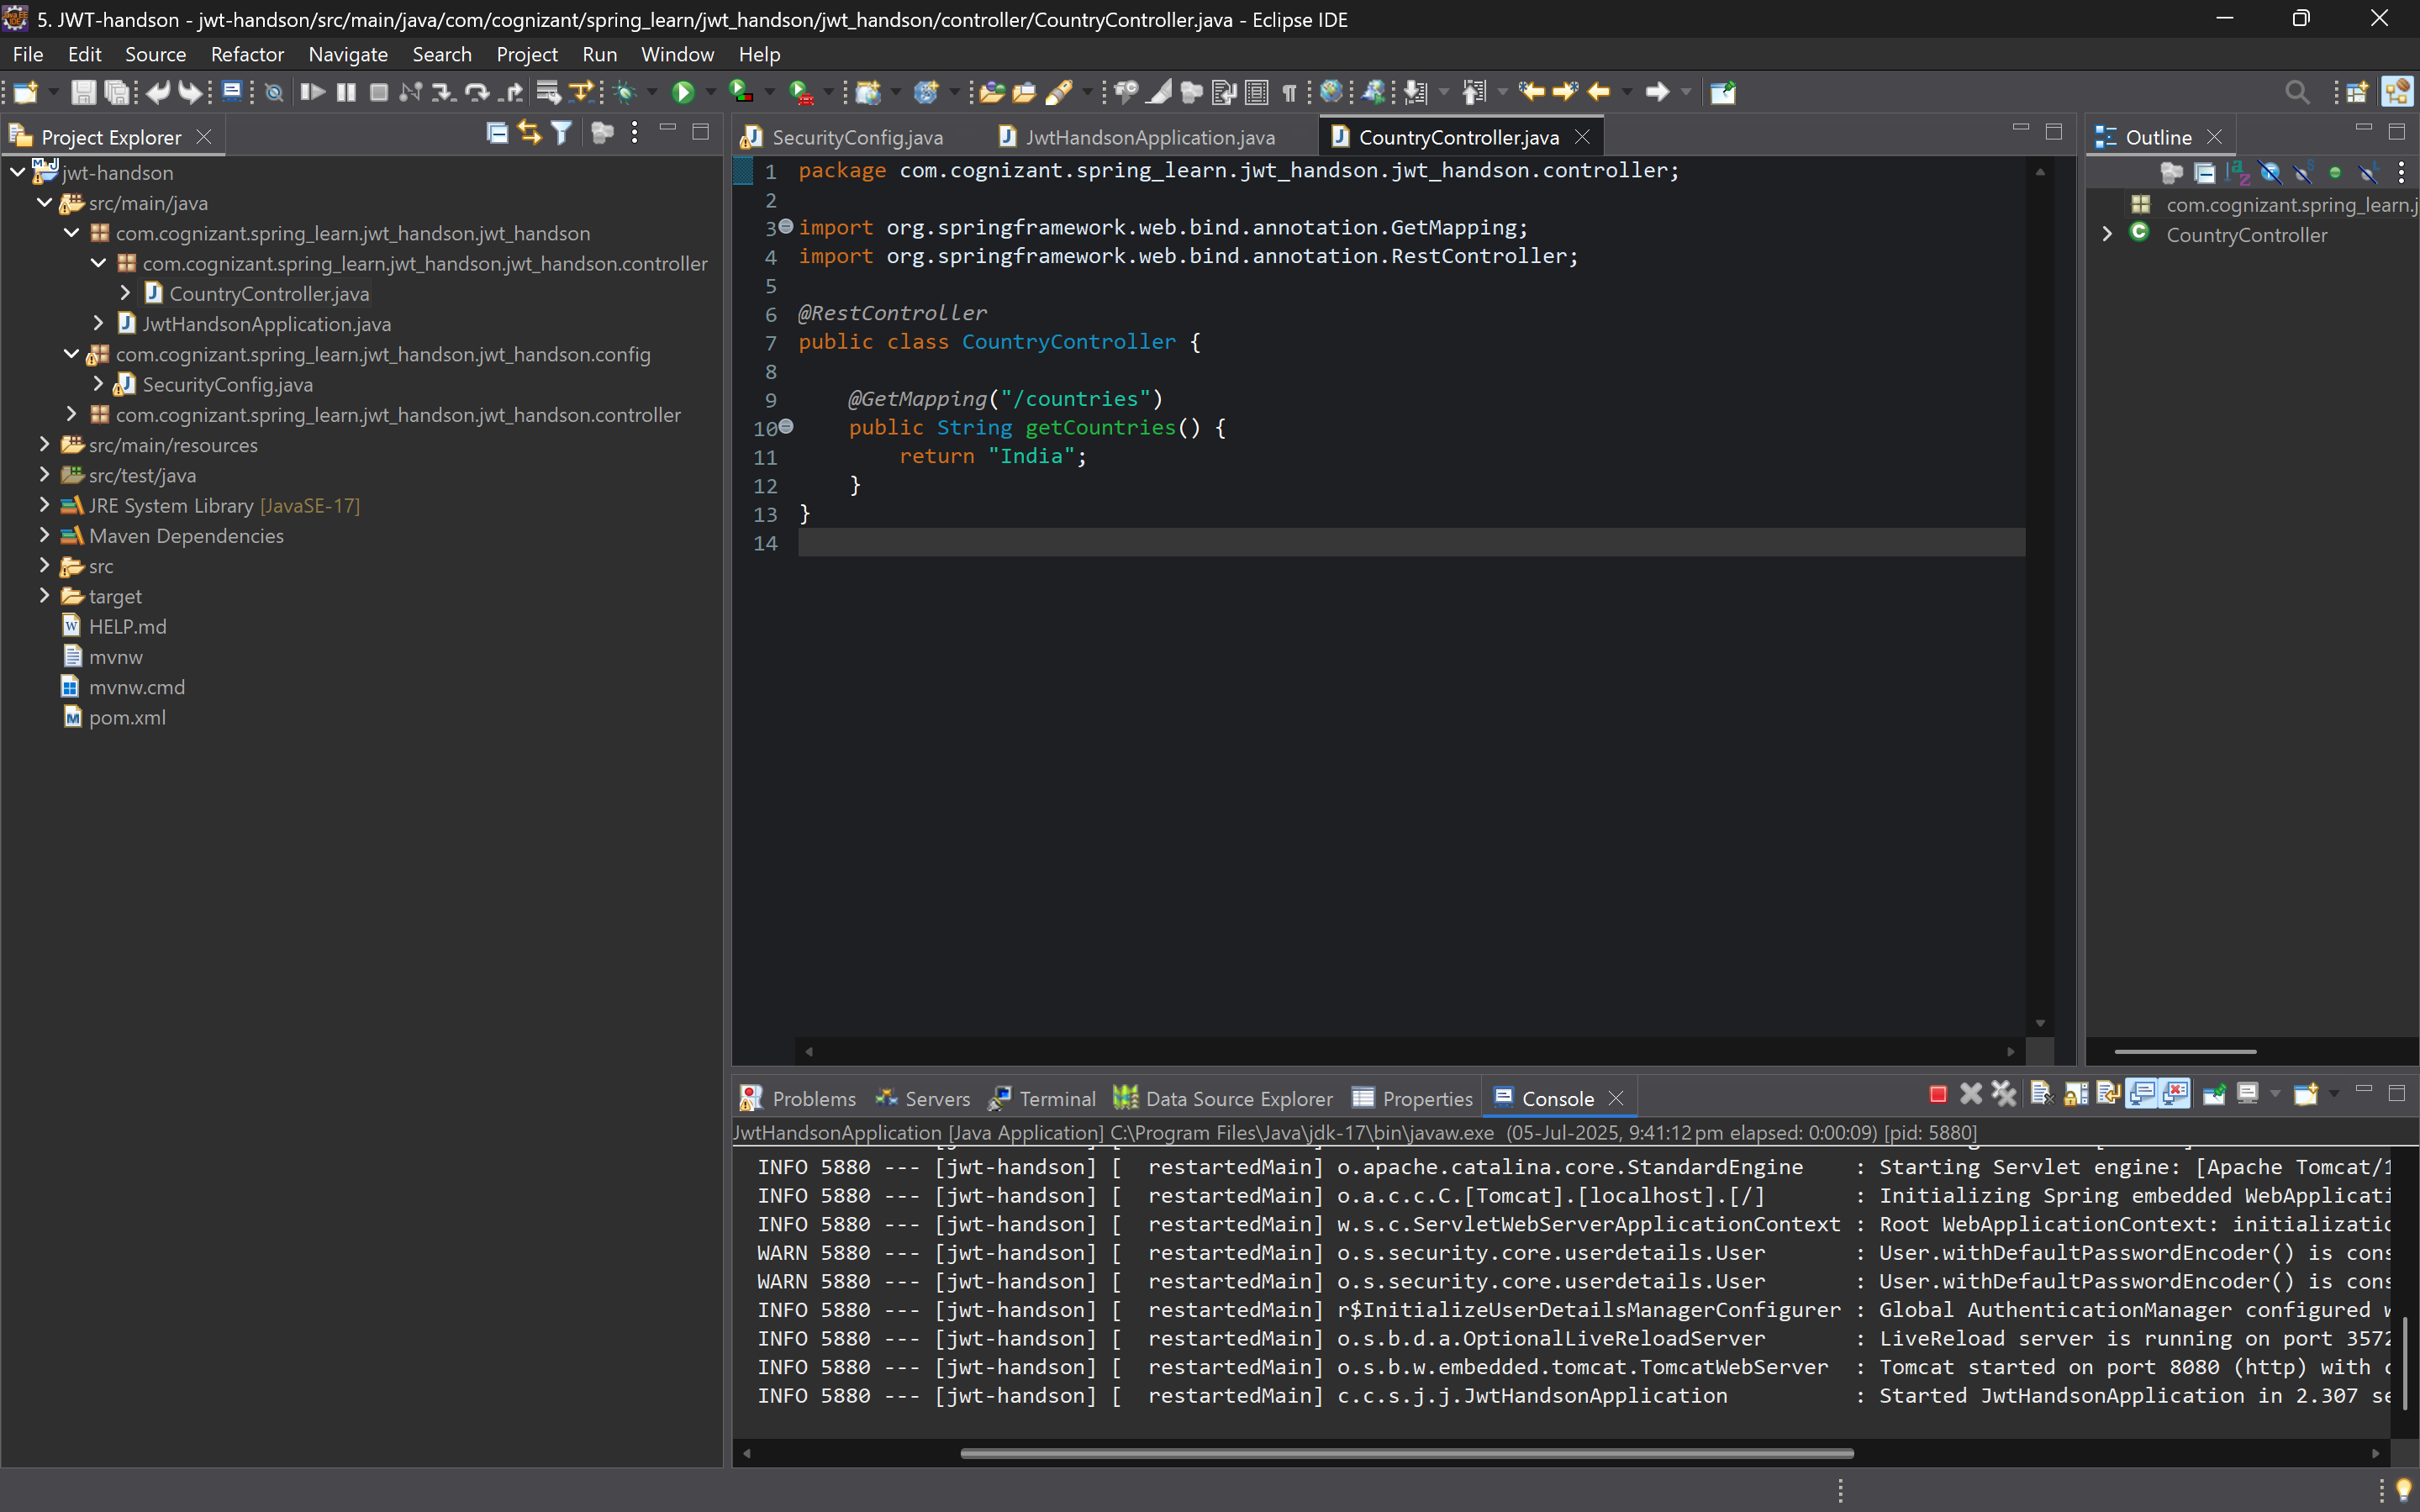 5. JWT-handson - jwt-handson/src/main/java/com/cognizant/spring_learn/jwt_handson/jwt_handson/controller/CountryController.java - Eclipse IDE
File Edit Source Refactor Navigate Search Project Run Window Help
Project Explorer
jwt-handson
src/main/java
com.cognizant.spring_learn.jwt_handson.jwt_handson
com.cognizant.spring_learn.jwt_handson.jwt_handson.controller
CountryController.java
JwtHandsonApplication.java
com.cognizant.spring_learn.jwt_handson.jwt_handson.config
SecurityConfig.java
com.cognizant.spring_learn.jwt_handson.jwt_handson.controller
src/main/resources
src/test/java
JRE System Library [JavaSE-17]
Maven Dependencies
src
target
HELP.md
mvnw
mvnw.cmd
pom.xml
SecurityConfig.java JwtHandsonApplication.java CountryController.java
1 package com.cognizant.spring_learn.jwt_handson.jwt_handson.controller;
2
3 import org.springframework.web.bind.annotation.GetMapping;
4 import org.springframework.web.bind.annotation.RestController;
5
6 @RestController
7 public class CountryController {
8
9 @GetMapping("/countries")
10 public String getCountries() {
11 return "India";
12 }
13 }
14
Outline
com.cognizant.spring_learn.j
CountryController
Problems Servers Terminal Data Source Explorer Properties Console
JwtHandsonApplication [Java Application] C:\Program Files\Java\jdk-17\bin\javaw.exe (05-Jul-2025, 9:41:12 pm elapsed: 0:00:09) [pid: 5880]
INFO 5880 --- [jwt-handson] [ restartedMain] o.apache.catalina.core.StandardEngine : Starting Servlet engine: [Apache Tomcat/1
INFO 5880 --- [jwt-handson] [ restartedMain] o.a.c.c.C.[Tomcat].[localhost].[/] : Initializing Spring embedded WebApplicati
INFO 5880 --- [jwt-handson] [ restartedMain] w.s.c.ServletWebServerApplicationContext : Root WebApplicationContext: initializatio
WARN 5880 --- [jwt-handson] [ restartedMain] o.s.security.core.userdetails.User : User.withDefaultPasswordEncoder() is cons
WARN 5880 --- [jwt-handson] [ restartedMain] o.s.security.core.userdetails.User : User.withDefaultPasswordEncoder() is cons
INFO 5880 --- [jwt-handson] [ restartedMain] r$InitializeUserDetailsManagerConfigurer : Global AuthenticationManager configured w
INFO 5880 --- [jwt-handson] [ restartedMain] o.s.b.d.a.OptionalLiveReloadServer : LiveReload server is running on port 3572
INFO 5880 --- [jwt-handson] [ restartedMain] o.s.b.w.embedded.tomcat.TomcatWebServer : Tomcat started on port 8080 (http) with c
INFO 5880 --- [jwt-handson] [ restartedMain] c.c.s.j.j.JwtHandsonApplication : Started JwtHandsonApplication in 2.307 se